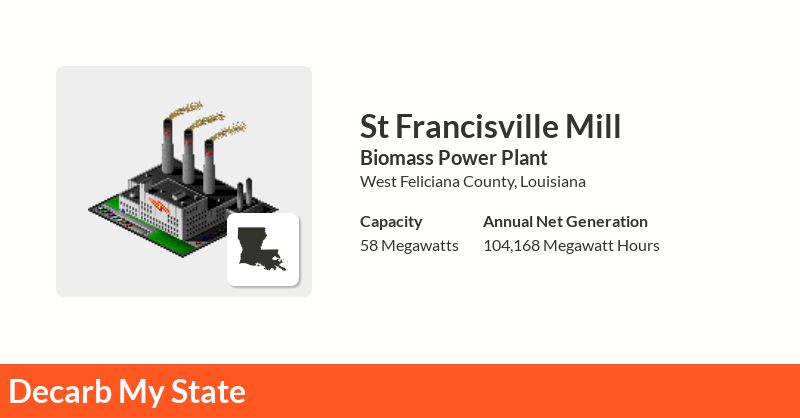 St Francisville Mill
Biomass Power Plant
West Feliciana County, Louisiana
Capacity
58 Megawatts
Annual Net Generation
104,168 Megawatt Hours
Decarb My State